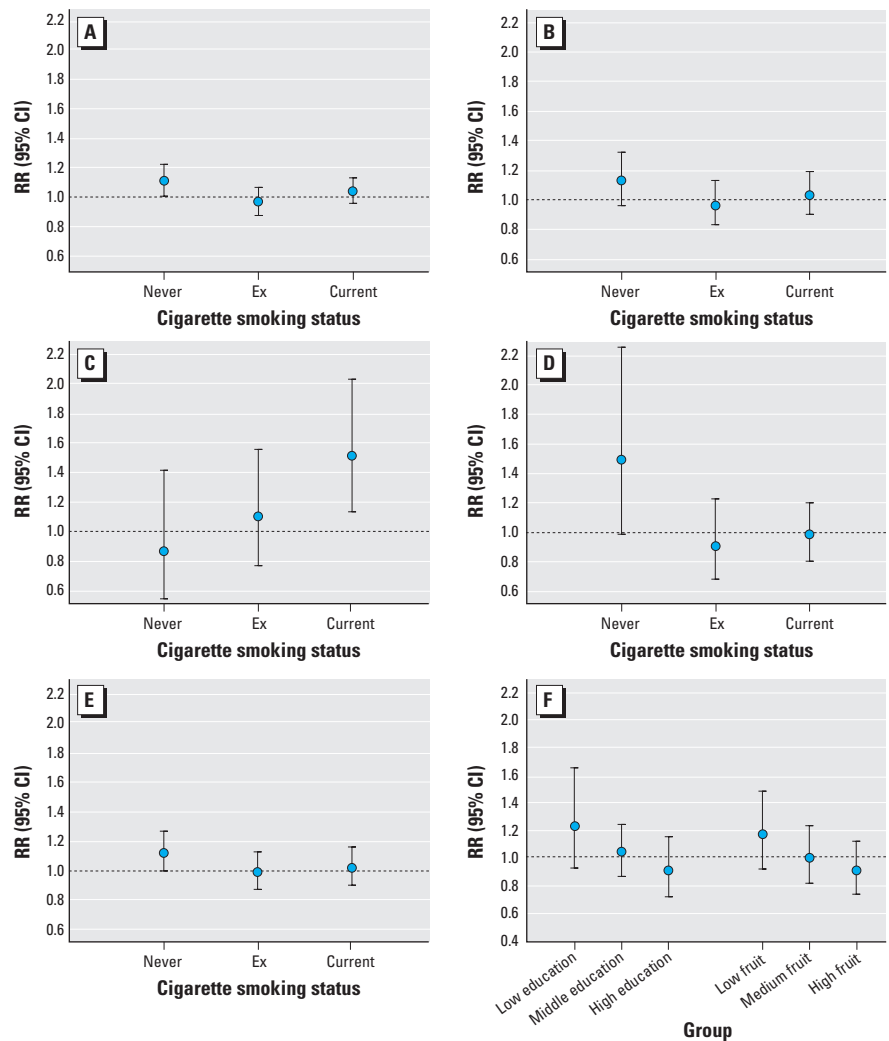 A
RR (95% CI)
2.2
2.0
1.8
1.6
1.4
1.2
1.0
0.8
0.6
Never Ex Current
Cigarette smoking status
B
RR (95% CI)
2.2
2.0
1.8
1.6
1.4
1.2
1.0
0.8
0.6
Never Ex Current
Cigarette smoking status
C
RR (95% CI)
2.2
2.0
1.8
1.6
1.4
1.2
1.0
0.8
0.6
Never Ex Current
Cigarette smoking status
D
RR (95% CI)
2.2
2.0
1.8
1.6
1.4
1.2
1.0
0.8
0.6
Never Ex Current
Cigarette smoking status
E
RR (95% CI)
2.2
2.0
1.8
1.6
1.4
1.2
1.0
0.8
0.6
Never Ex Current
Cigarette smoking status
F
RR (95% CI)
2.2
2.0
1.8
1.6
1.4
1.2
1.0
0.8
0.6
0.4
Low education
Middle education
High education
Low fruit
Medium fruit
High fruit
Group